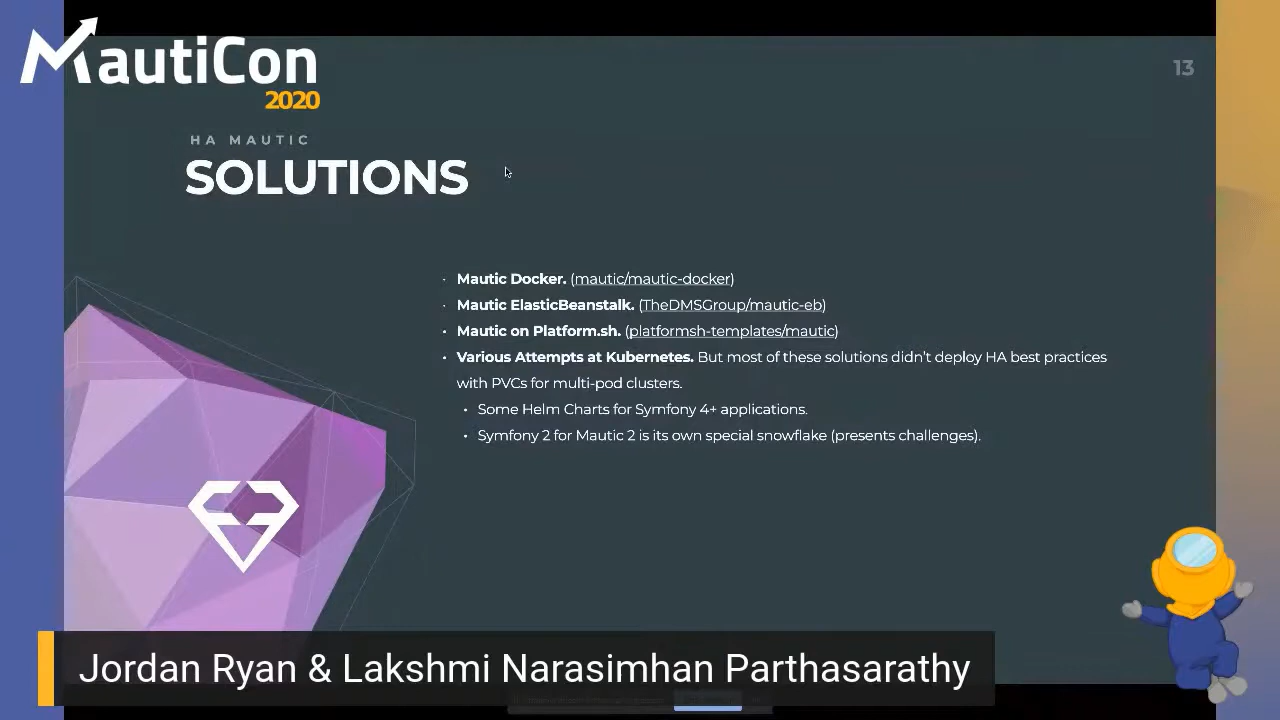 MautiCon
2020
13
HA MAUTIC
SOLUTIONS
· Mautic Docker. (mautic/mautic-docker)
· Mautic ElasticBeanstalk. (TheDMSGroup/mautic-eb)
• Mautic on Platform.sh. (platformsh-templates/mautic)
• Various Attempts at Kubernetes. But most of these solutions didn't deploy HA best practices
with PVCs for multi-pod clusters.
• Some Helm Charts for Symfony 4+ applications.
• Symfony 2 for Mautic 2 is its own special snowflake (presents challenges).
Jordan Ryan & Lakshmi Narasimhan Parthasarathy